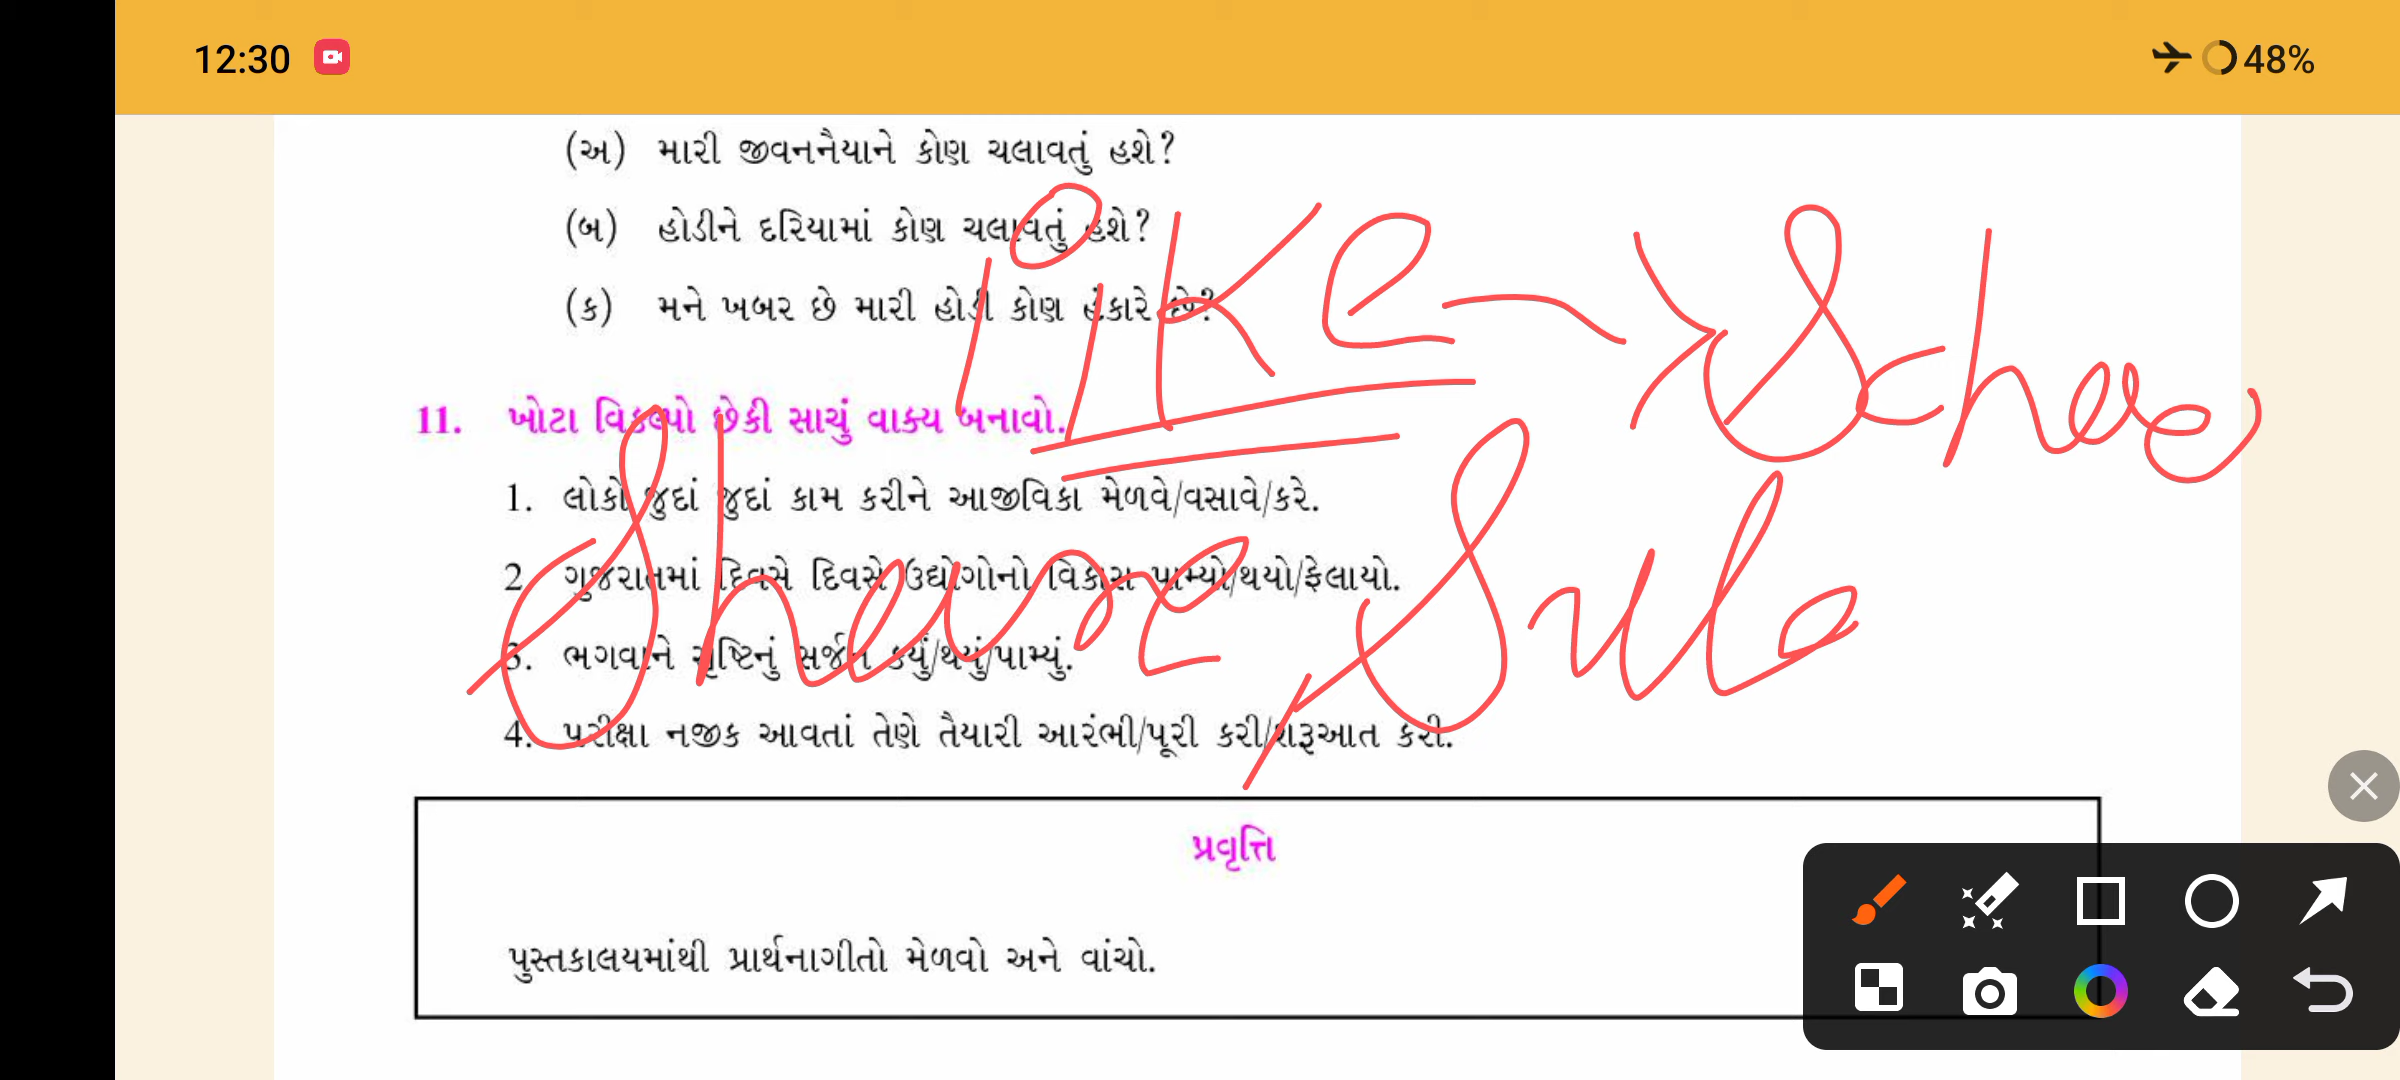 12:30 48%
(અ) મારી જીવનનૈયાને કોણ ચલાવતું હશે?
(બ) હોડીને દરિયામાં કોણ ચલાવતું હશે?
(ક) મને ખબર છે મારી હોડી કોણ હંકારે છે?
like
11. ખોટા વિકલ્પો છેકી સાચું વાક્ય બનાવો.
1. લોકો જુદાં જુદાં કામ કરીને આજીવિકા મેળવે/વસાવે/કરે.
2. ગુજરાતમાં દિવસે દિવસે ઉદ્યોગોનો વિકાસ પામ્યો/થયો/ફેલાયો.
Share
3. ભગવાને સૃષ્ટિનું સર્જન કર્યું/થયું/પામ્યું.
4. પરીક્ષા નજીક આવતાં તેણે તૈયારી આરંભી/પૂરી કરી/શરૂઆત કરી.
પ્રવૃત્તિ
પુસ્તકાલયમાંથી પ્રાર્થનાગીતો મેળવો અને વાંચો.